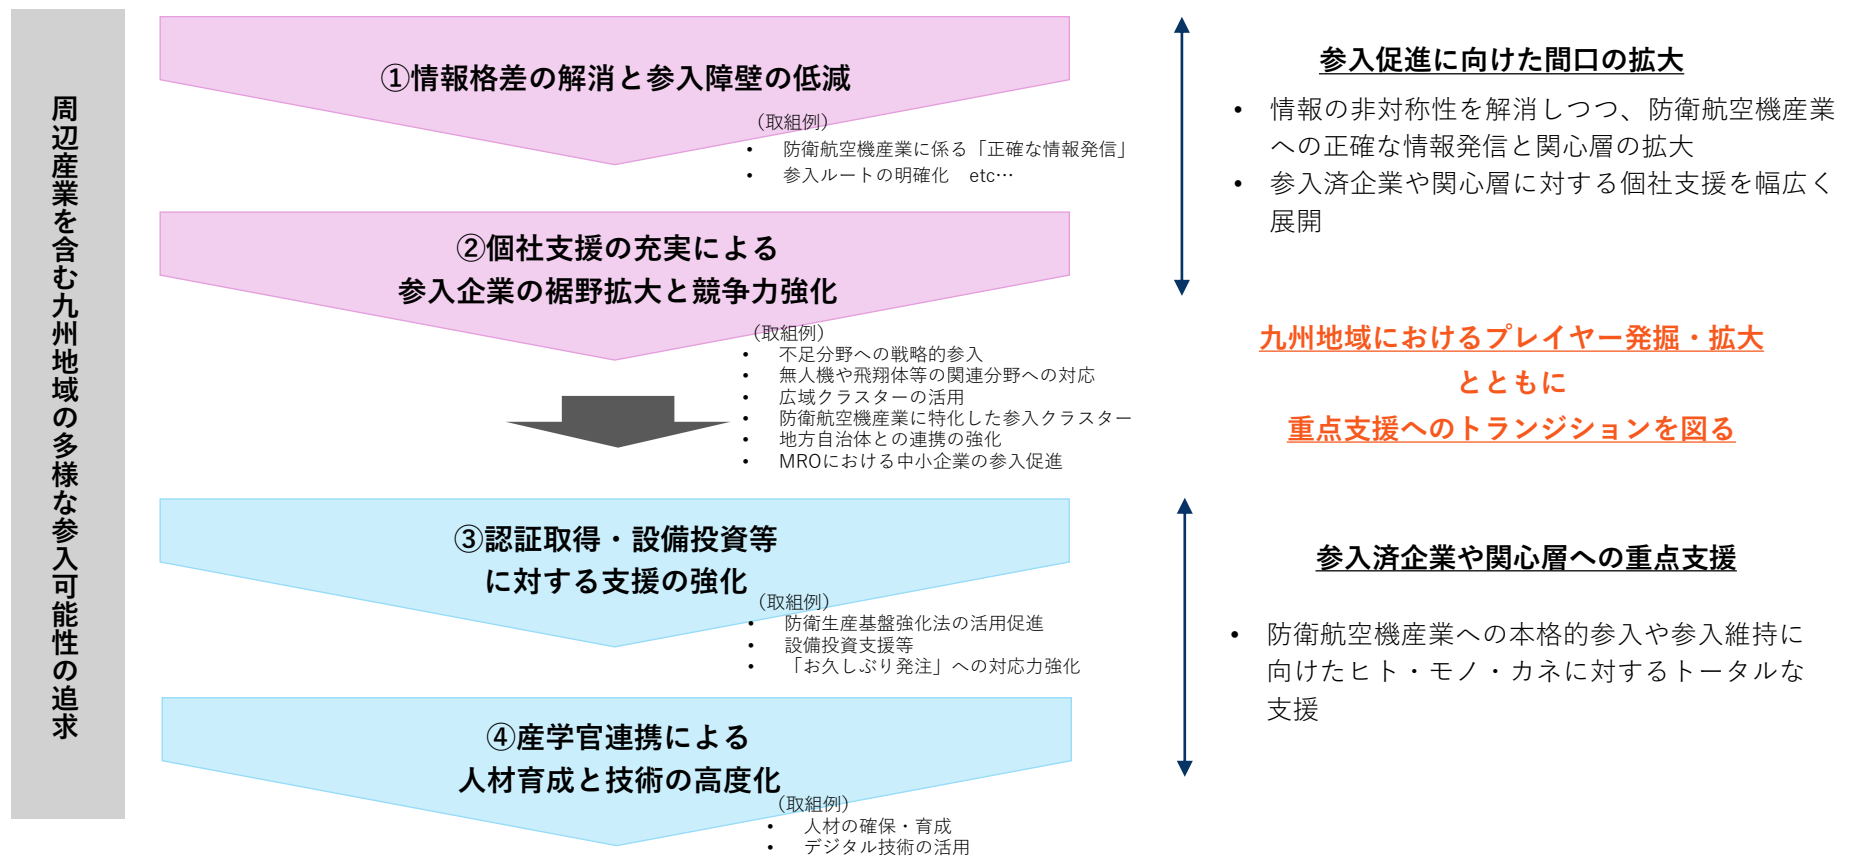 周辺産業を含む九州地域の多様な参入可能性の追求
①情報格差の解消と参入障壁の低減
（取組例）
• 防衛航空機産業に係る「正確な情報発信」
• 参入ルートの明確化　etc…
②個社支援の充実による
参入企業の裾野拡大と競争力強化
（取組例）
• 不足分野への戦略的参入
• 無人機や飛翔体等の関連分野への対応
• 広域クラスターの活用
• 防衛航空機産業に特化した参入クラスター
• 地方自治体との連携の強化
• MROにおける中小企業の参入促進
③認証取得・設備投資等
に対する支援の強化
（取組例）
• 防衛生産基盤強化法の活用促進
• 設備投資支援等
• 「お久しぶり発注」への対応力強化
④産学官連携による
人材育成と技術の高度化
（取組例）
• 人材の確保・育成
• デジタル技術の活用
参入促進に向けた間口の拡大
• 情報の非対称性を解消しつつ、防衛航空機産業
への正確な情報発信と関心層の拡大
• 参入済企業や関心層に対する個社支援を幅広く
展開
九州地域におけるプレイヤー発掘・拡大
とともに
重点支援へのトランジションを図る
参入済企業や関心層への重点支援
• 防衛航空機産業への本格的参入や参入維持に
向けたヒト・モノ・カネに対するトータルな
支援